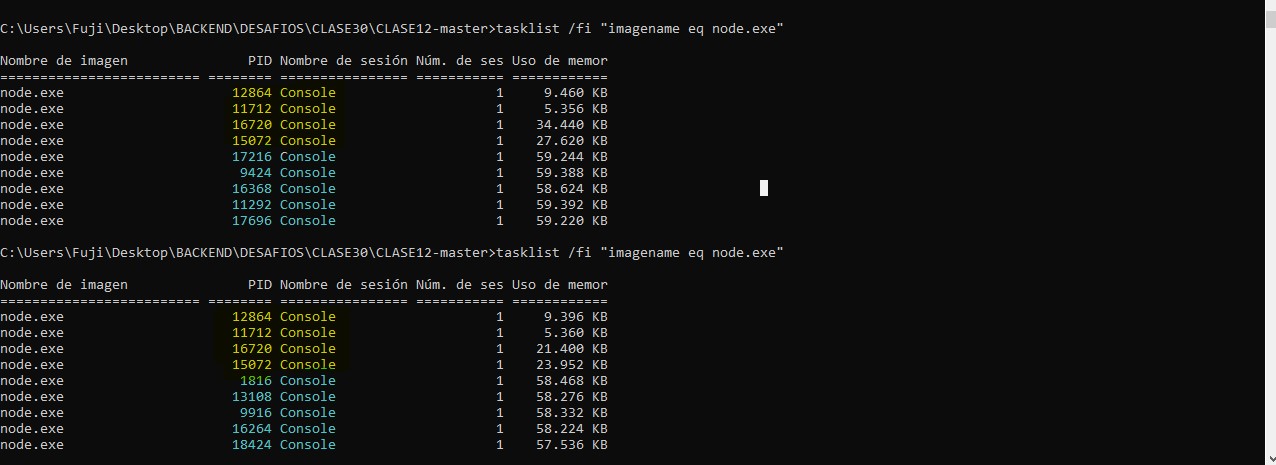 C:\Users\Fuji\Desktop\BACKEND\DESAFIOS\CLASE30\CLASE12-master>tasklist /fi "imagename eq node.exe"
Nombre de imagen               PID Nombre de sesión Núm. de ses Uso de memor
========================= ======== ================ =========== ============
node.exe                     12864 Console                    1     9.460 KB
node.exe                     11712 Console                    1     5.356 KB
node.exe                     16720 Console                    1    34.440 KB
node.exe                     15072 Console                    1    27.620 KB
node.exe                     17216 Console                    1    59.244 KB
node.exe                      9424 Console                    1    59.388 KB
node.exe                     16368 Console                    1    58.624 KB
node.exe                     11292 Console                    1    59.392 KB
node.exe                     17696 Console                    1    59.220 KB
C:\Users\Fuji\Desktop\BACKEND\DESAFIOS\CLASE30\CLASE12-master>tasklist /fi "imagename eq node.exe"
Nombre de imagen               PID Nombre de sesión Núm. de ses Uso de memor
========================= ======== ================ =========== ============
node.exe                     12864 Console                    1     9.396 KB
node.exe                     11712 Console                    1     5.360 KB
node.exe                     16720 Console                    1    21.400 KB
node.exe                     15072 Console                    1    23.952 KB
node.exe                      1816 Console                    1    58.468 KB
node.exe                     13108 Console                    1    58.276 KB
node.exe                      9916 Console                    1    58.332 KB
node.exe                     16264 Console                    1    58.224 KB
node.exe                     18424 Console                    1    57.536 KB